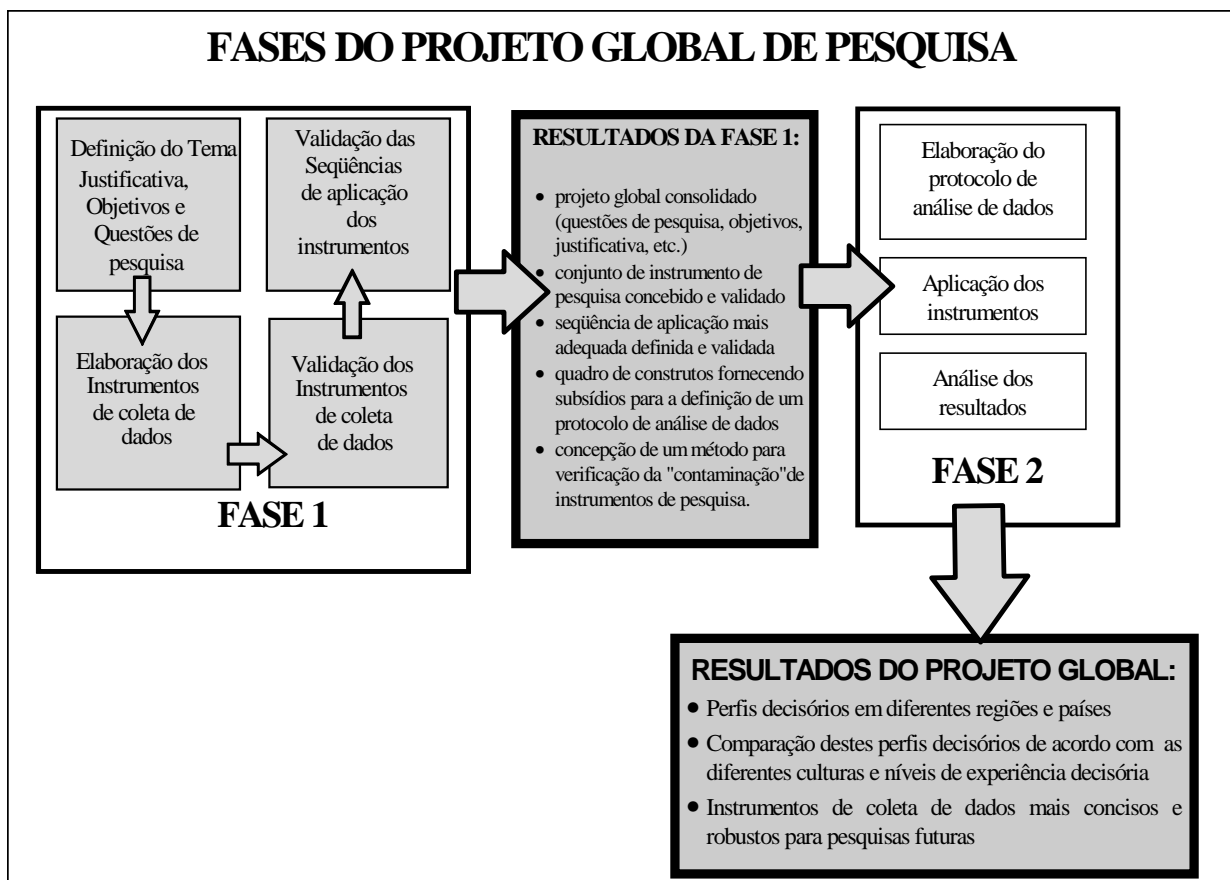 FASES DO PROJETO GLOBAL DE PESQUISA
Definição do Tema
Justificativa,
Objetivos e
Questões de
pesquisa
Elaboração dos
Instrumentos
de coleta de
dados
Validação dos
Instrumentos
de coleta
de dados
Validação das
Seqüências
de aplicação
dos
instrumentos
FASE 1
RESULTADOS DA FASE 1:
• projeto global consolidado
(questões de pesquisa, objetivos,
justificativa, etc.)
• conjunto de instrumento de
pesquisa concebido e validado
• seqüência de aplicação mais
adequada definida e validada
• quadro de construtos fornecendo
subsídios para a definição de um
protocolo de análise de dados
• concepção de um método para
verificação da "contaminação"de
instrumentos de pesquisa.
Elaboração do
protocolo de
análise de dados
Aplicação dos
instrumentos
Análise dos
resultados
FASE 2
RESULTADOS DO PROJETO GLOBAL:
• Perfis decisórios em diferentes regiões e países
• Comparação destes perfis decisórios de acordo com as
diferentes culturas e níveis de experiência decisória
• Instrumentos de coleta de dados mais concisos e
robustos para pesquisas futuras